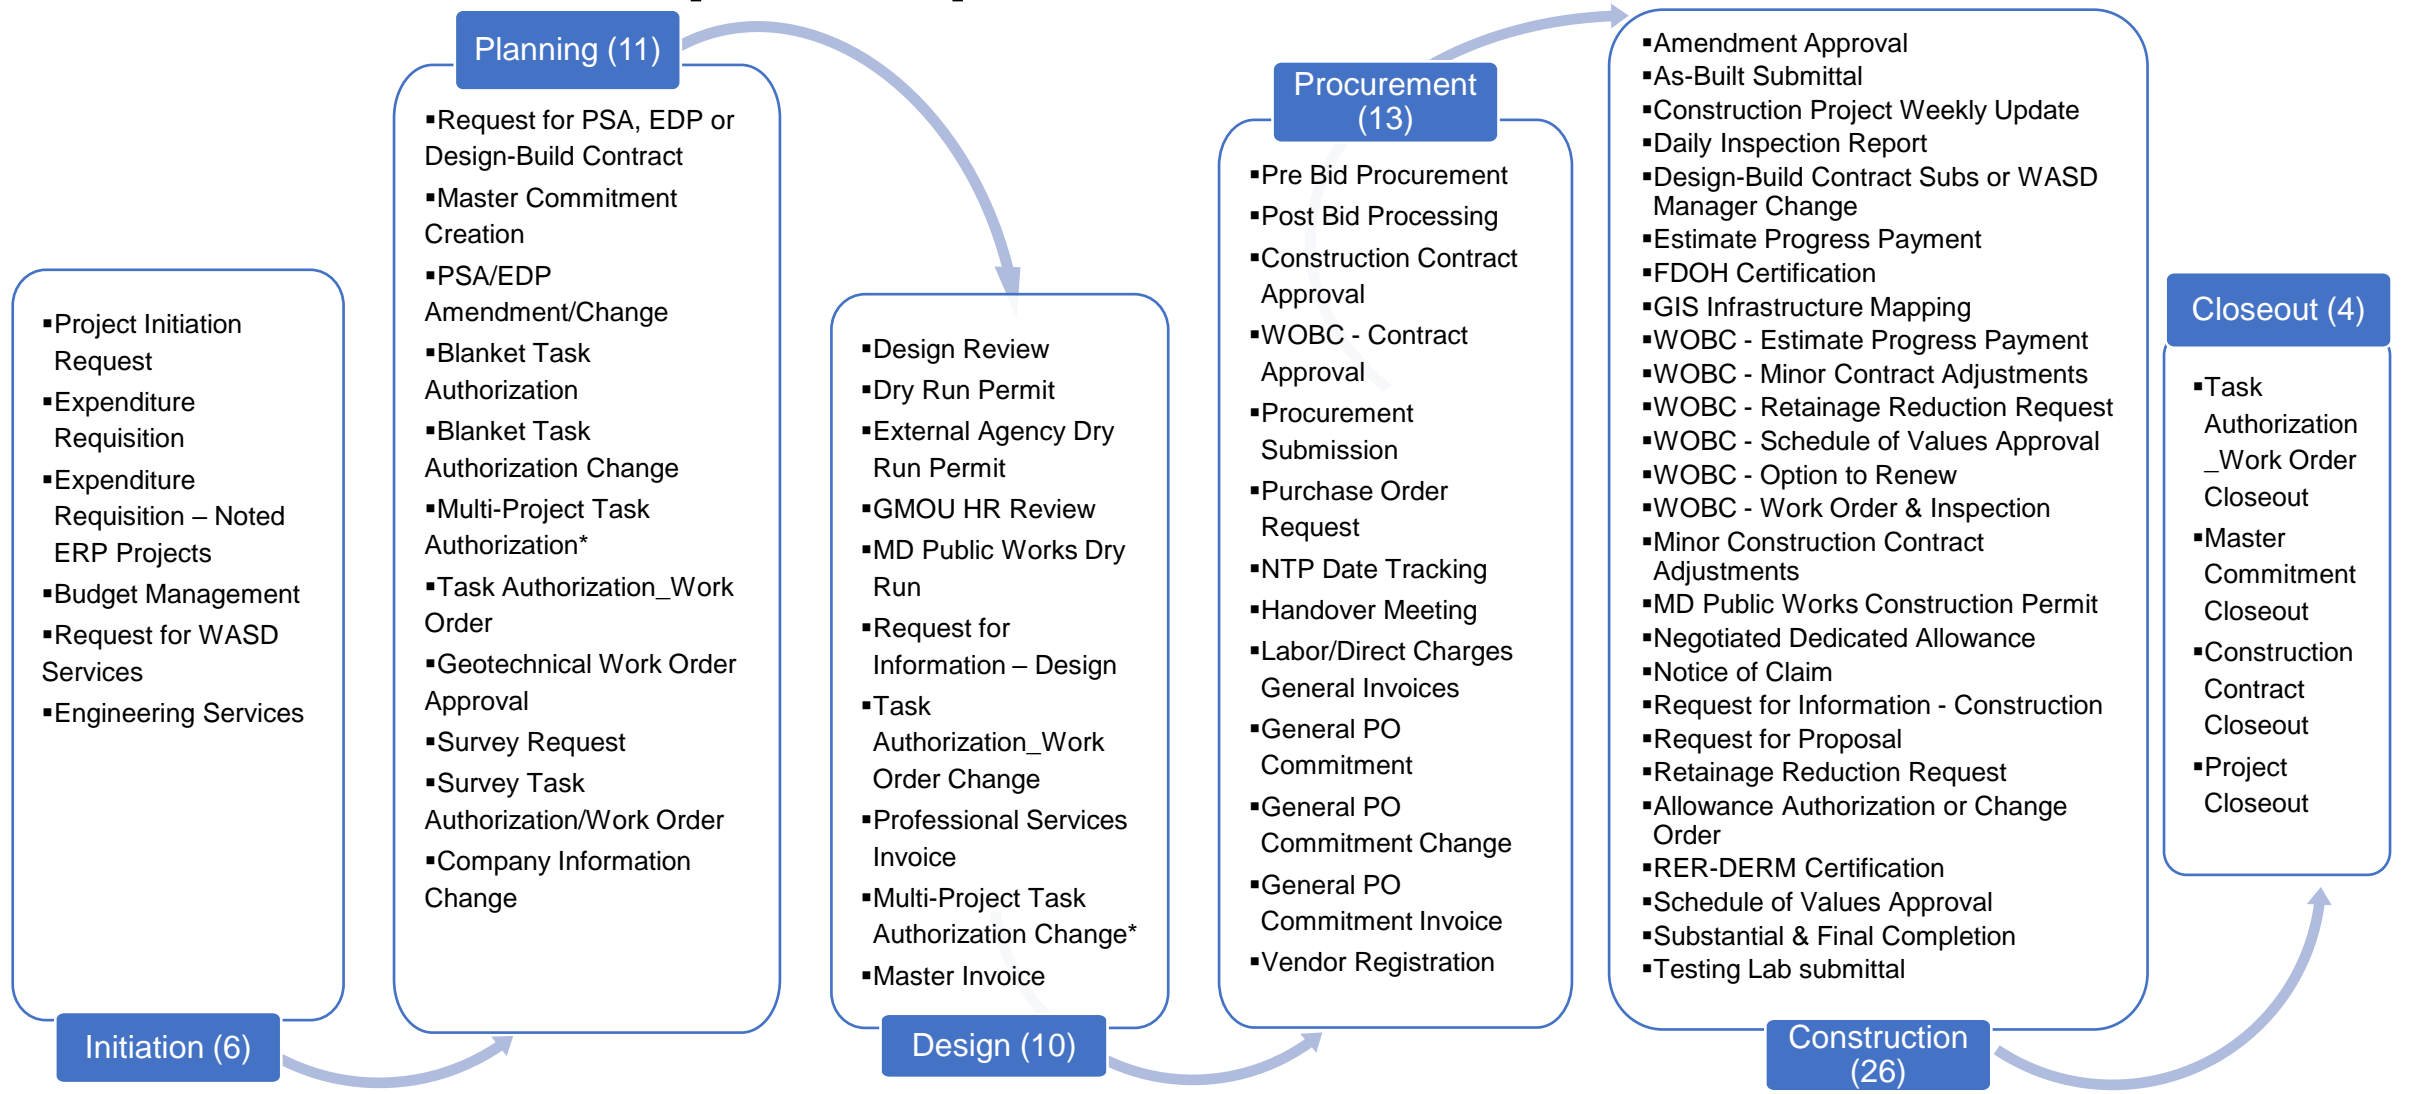 ▪Project Initiation
Request
▪Expenditure
Requisition
▪Expenditure
Requisition – Noted
ERP Projects
▪Budget Management
▪Request for WASD
Services
▪Engineering Services
Initiation (6)
Planning (11)
▪Request for PSA, EDP or
Design-Build Contract
▪Master Commitment
Creation
▪PSA/EDP
Amendment/Change
▪Blanket Task
Authorization
▪Blanket Task
Authorization Change
▪Multi-Project Task
Authorization*
▪Task Authorization_Work
Order
▪Geotechnical Work Order
Approval
▪Survey Request
▪Survey Task
Authorization/Work Order
▪Company Information
Change
▪Design Review
▪Dry Run Permit
▪External Agency Dry
Run Permit
▪GMOU HR Review
▪MD Public Works Dry
Run
▪Request for
Information – Design
▪Task
Authorization_Work
Order Change
▪Professional Services
Invoice
▪Multi-Project Task
Authorization Change*
▪Master Invoice
Design (10)
Procurement
(13)
▪Pre Bid Procurement
▪Post Bid Processing
▪Construction Contract
Approval
▪WOBC - Contract
Approval
▪Procurement
Submission
▪Purchase Order
Request
▪NTP Date Tracking
▪Handover Meeting
▪Labor/Direct Charges
General Invoices
▪General PO
Commitment
▪General PO
Commitment Change
▪General PO
Commitment Invoice
▪Vendor Registration
▪Amendment Approval
▪As-Built Submittal
▪Construction Project Weekly Update
▪Daily Inspection Report
▪Design-Build Contract Subs or WASD
Manager Change
▪Estimate Progress Payment
▪FDOH Certification
▪GIS Infrastructure Mapping
▪WOBC - Estimate Progress Payment
▪WOBC - Minor Contract Adjustments
▪WOBC - Retainage Reduction Request
▪WOBC - Schedule of Values Approval
▪WOBC - Option to Renew
▪WOBC - Work Order & Inspection
▪Minor Construction Contract
Adjustments
▪MD Public Works Construction Permit
▪Negotiated Dedicated Allowance
▪Notice of Claim
▪Request for Information - Construction
▪Request for Proposal
▪Retainage Reduction Request
▪Allowance Authorization or Change
Order
▪RER-DERM Certification
▪Schedule of Values Approval
▪Substantial & Final Completion
▪Testing Lab submittal
Construction
(26)
Closeout (4)
▪Task
Authorization
_Work Order
Closeout
▪Master
Commitment
Closeout
▪Construction
Contract
Closeout
▪Project
Closeout